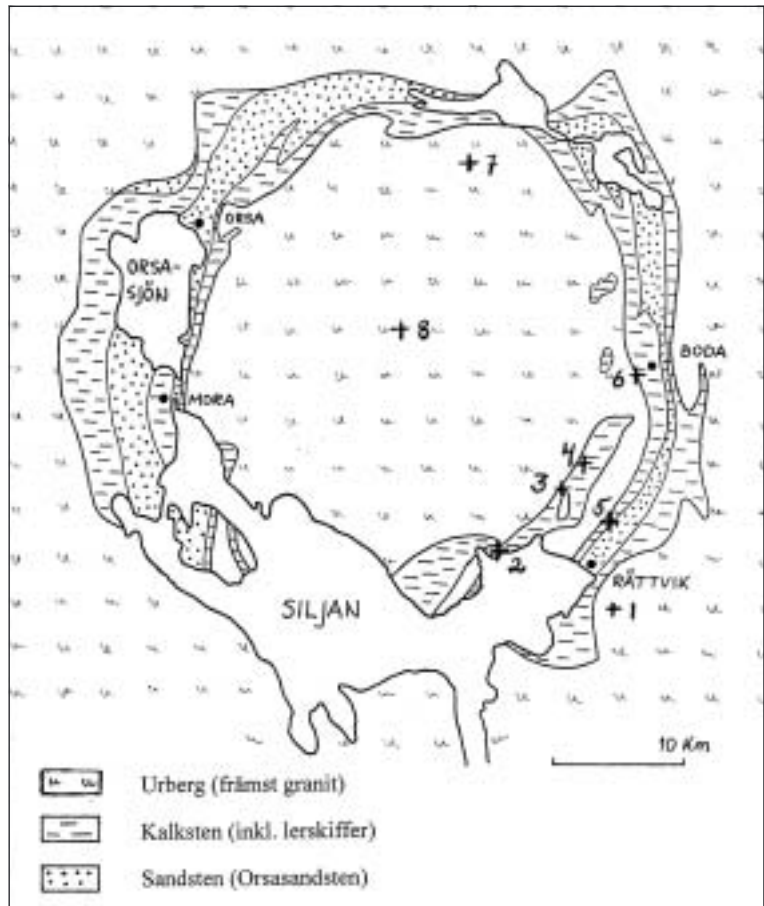 +7
ORSA
ORSA-
SJÖN
+8
BODA
6+
MORA
4+
3+
5+
+2
RÄTTVIK
SILJAN
+1
10 Km
Urberg (främst granit)
Kalksten (inkl. lerskiffer)
Sandsten (Orsasandsten)